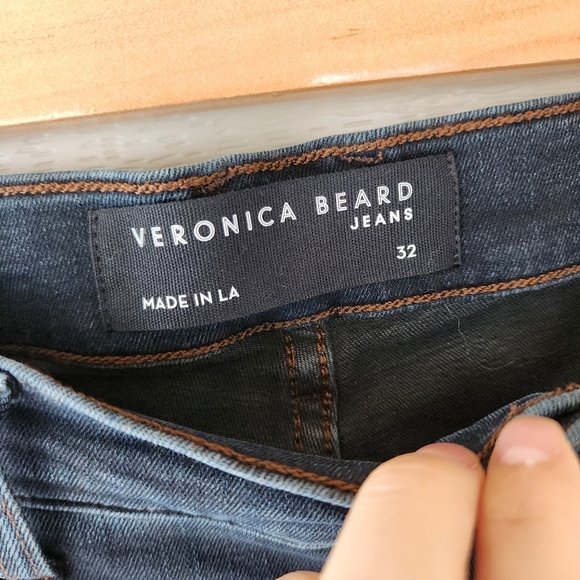 VERONICA BEARD
JEANS
32
MADE IN LA